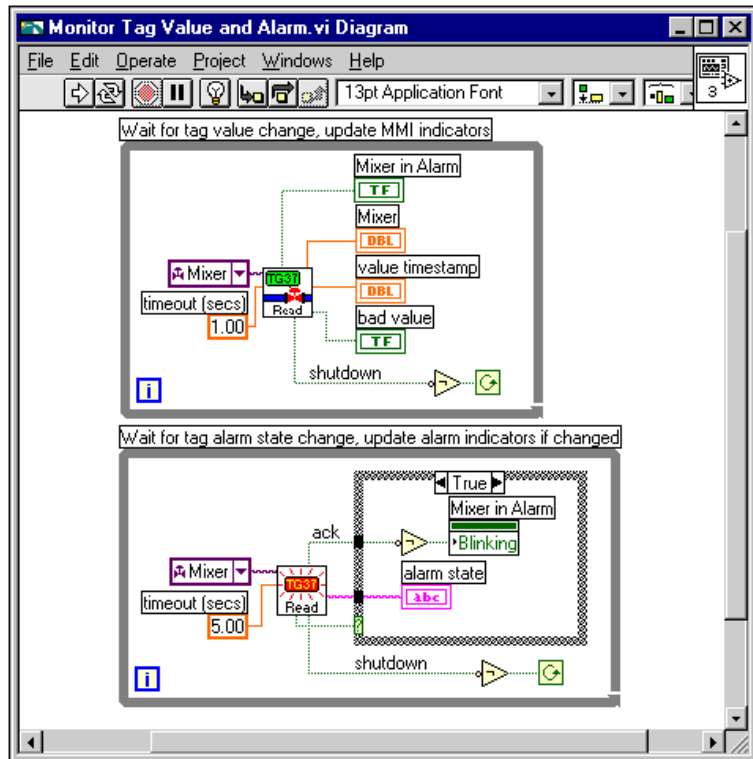 Monitor Tag Value and Alarm.vi Diagram
File Edit Operate Project Windows Help
13pt Application Font
3
Wait for tag value change, update MMI indicators
Mixer in Alarm
TF
Mixer
DBL
Mixer
value timestamp
TG37
DBL
Read
timeout (secs)
1.00
bad value
TF
shutdown
i
Wait for tag alarm state change, update alarm indicators if changed
True
Mixer in Alarm
ack
Blinking
Mixer
alarm state
TG37
abc
Read
timeout (secs)
5.00
?
shutdown
i